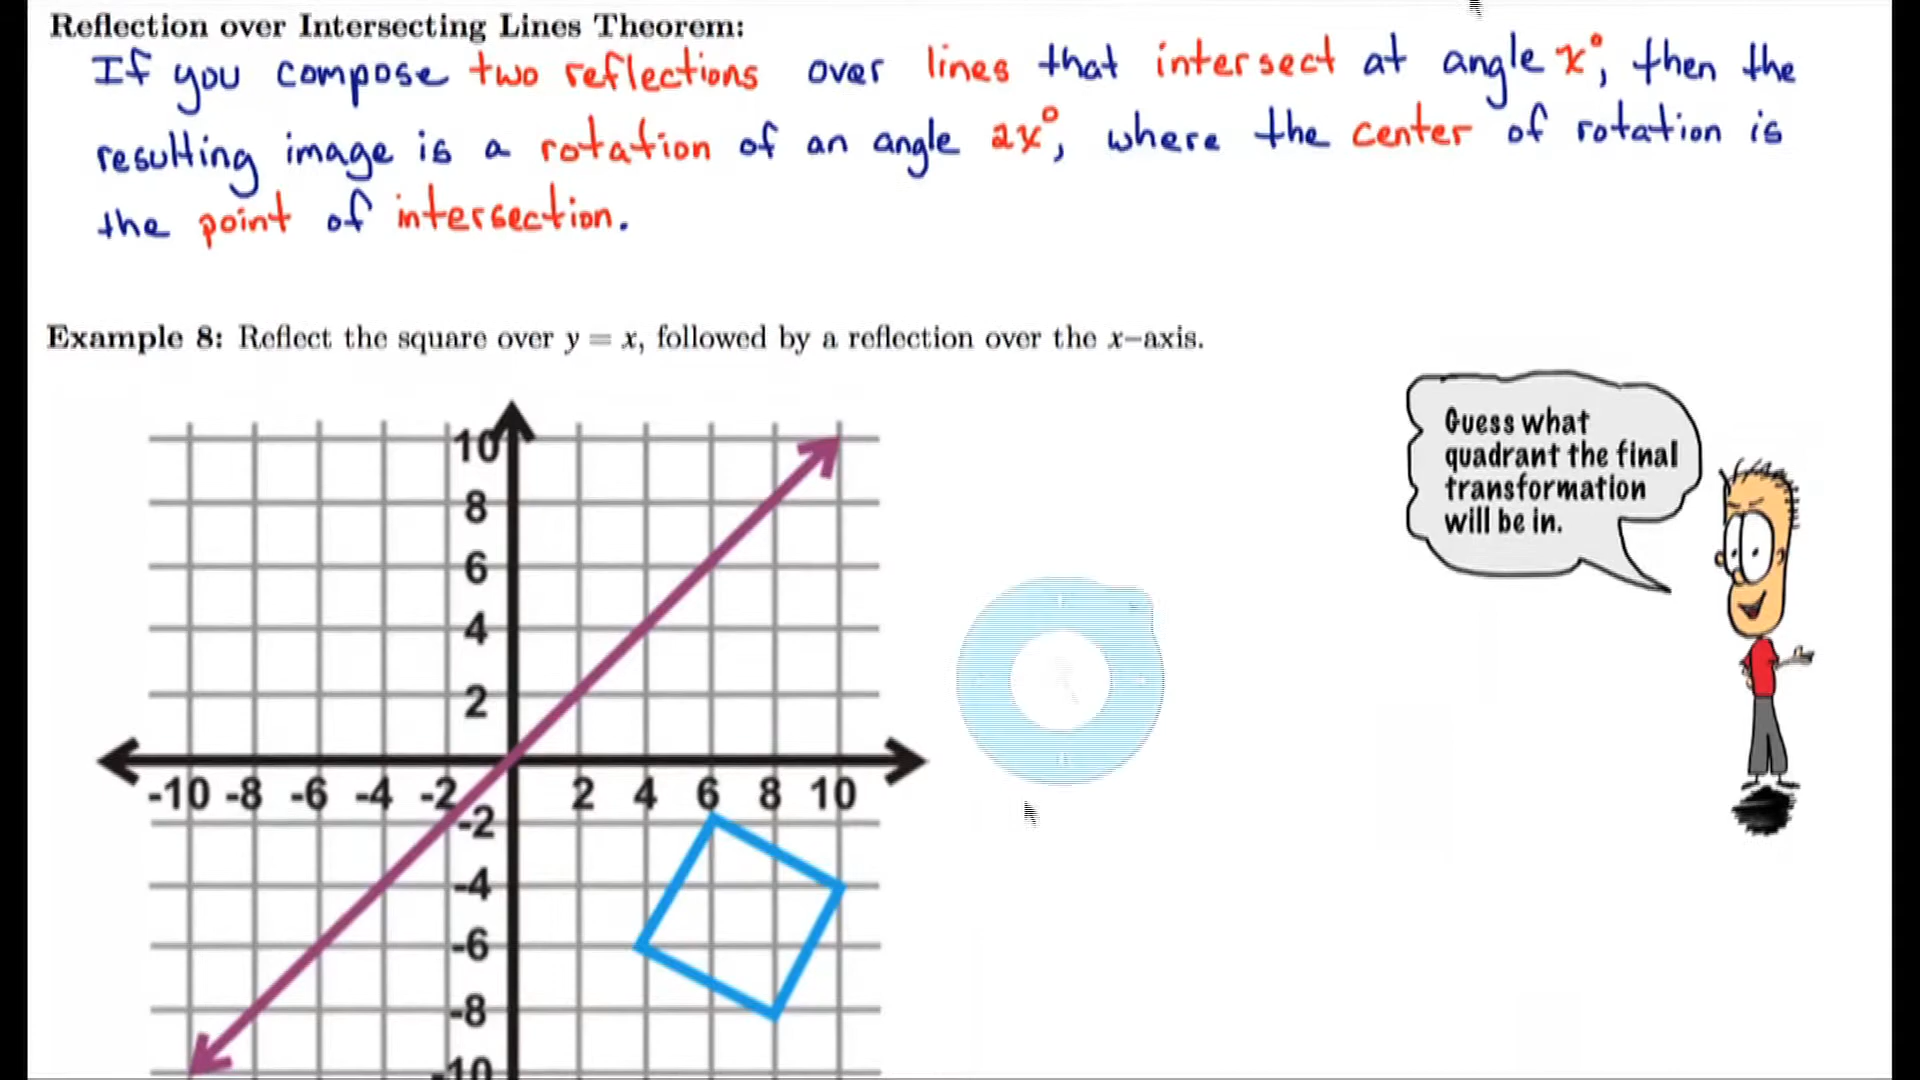 Reflection over Intersecting Lines Theorem:
If you compose two reflections over lines that intersect at angle x°, then the
resulting image is a rotation of an angle 2x°, where the center of rotation is
the point of intersection.
Example 8: Reflect the square over y = x, followed by a reflection over the x−axis.
Guess what
quadrant the final
transformation
will be in.
10
8
6
4
2
-10 -8 -6 -4 -2 2 4 6 8 10
-2
-4
-6
-8
-10